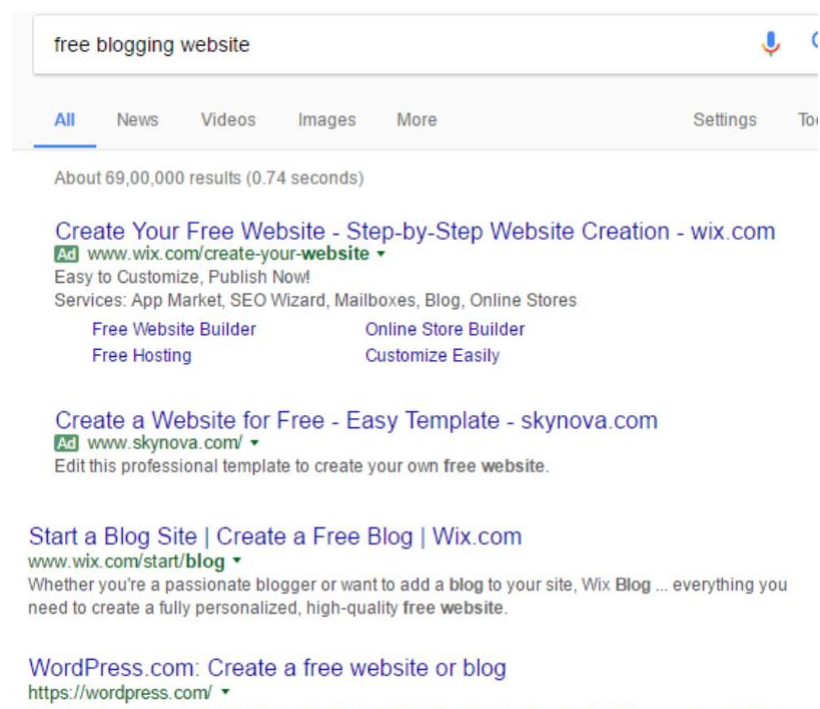 free blogging website
All News Videos Images More Settings
About 69,00,000 results (0.74 seconds)
Create Your Free Website - Step-by-Step Website Creation - wix.com
Ad www.wix.com/create-your-website
Easy to Customize, Publish Now!
Services: App Market, SEO Wizard, Mailboxes, Blog, Online Stores
Free Website Builder Online Store Builder
Free Hosting Customize Easily
Create a Website for Free - Easy Template - skynova.com
Ad www.skynova.com/
Edit this professional template to create your own free website.
Start a Blog Site | Create a Free Blog | Wix.com
www.wix.com/start/blog
Whether you're a passionate blogger or want to add a blog to your site, Wix Blog ... everything you
need to create a fully personalized, high-quality free website.
WordPress.com: Create a free website or blog
https://wordpress.com/